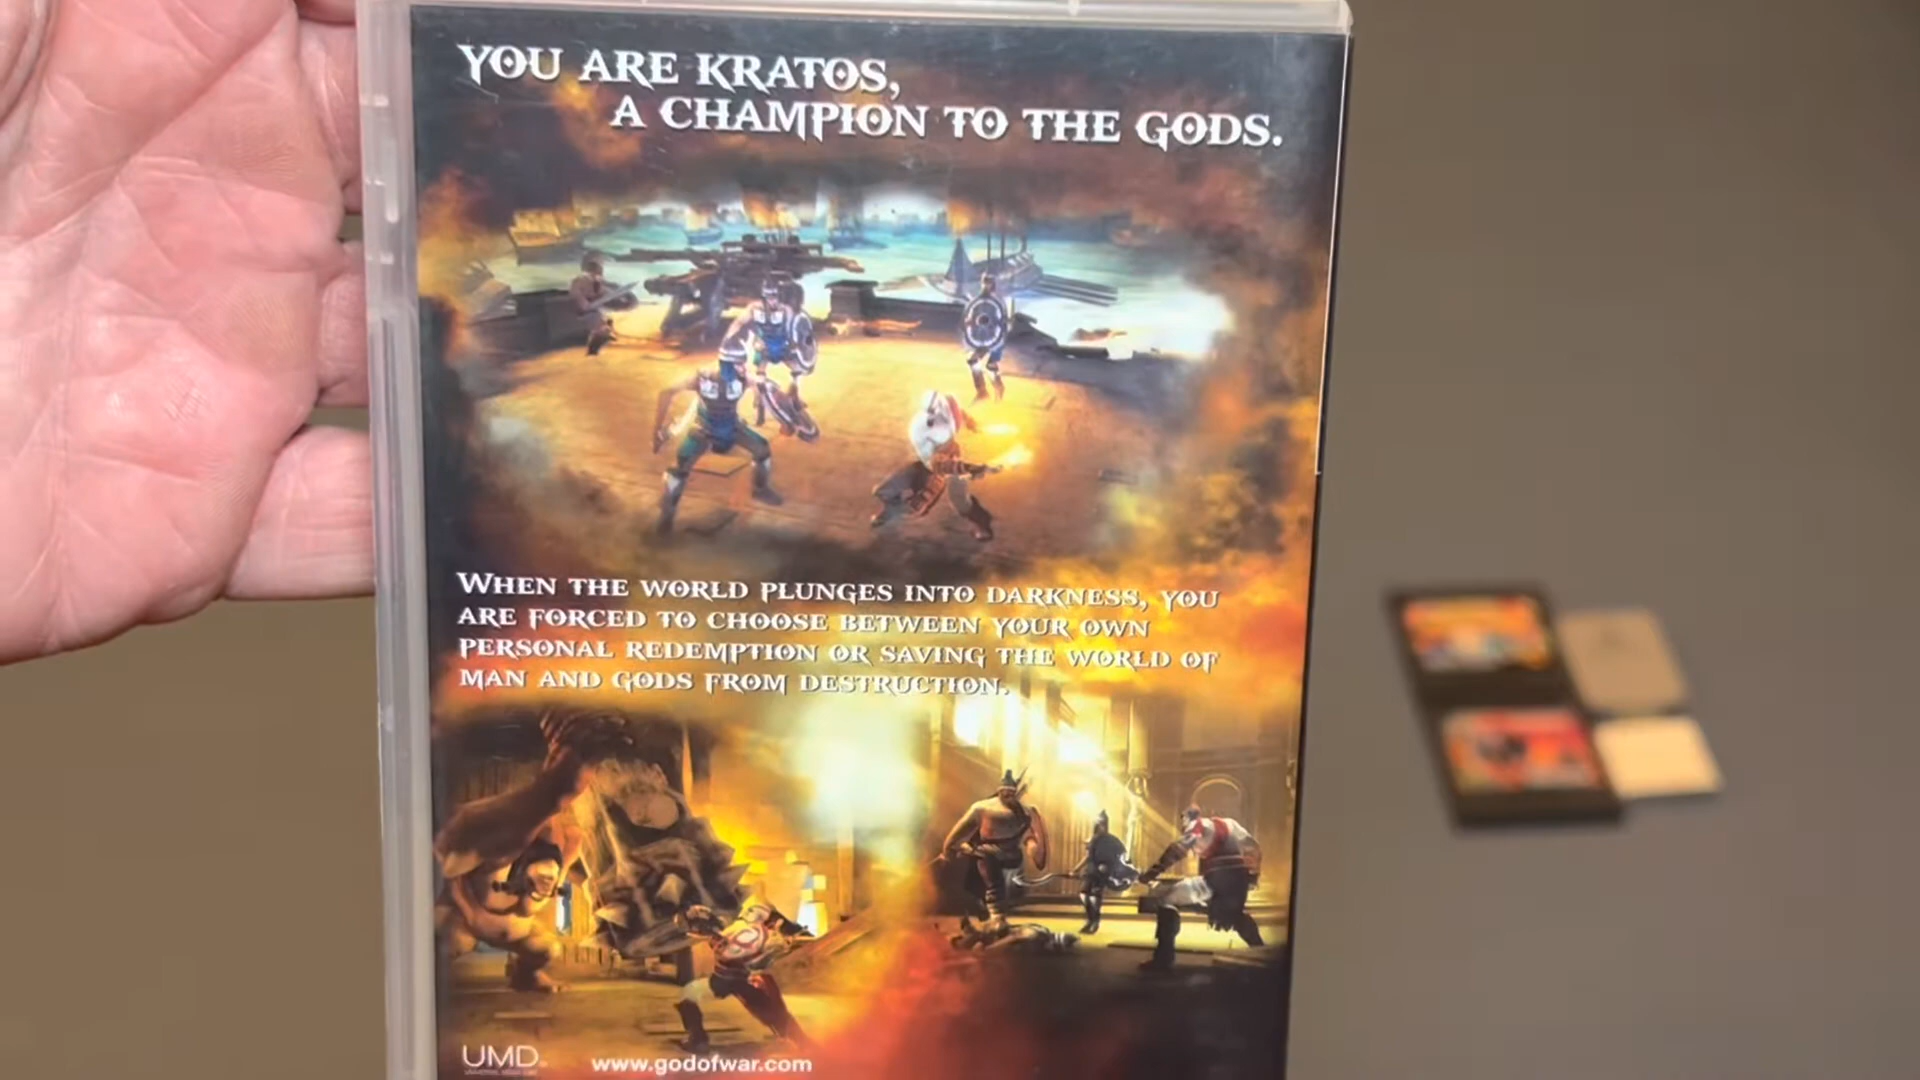 YOU ARE KRATOS,
A CHAMPION TO THE GODS.
WHEN THE WORLD PLUNGES INTO DARKNESS, YOU
ARE FORCED TO CHOOSE BETWEEN YOUR OWN
PERSONAL REDEMPTION OR SAVING THE WORLD OF
MAN AND GODS FROM DESTRUCTION.
UMD
www.godofwar.com